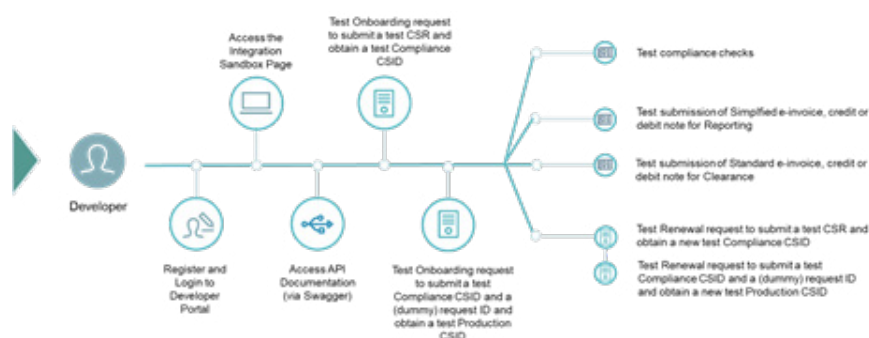 Test Onboarding request
to submit a test CSR and
obtain a test Compliance
CSID
Access the
Integration
Sandbox Page
Test compliance checks
Test submission of Simplfied e-invoice, credit or
debit note for Reporting
Test submission of Standard e-invoice, credit or
debit note for Clearance
Developer
Test Renewal request to submit a test CSR and
obtain a new test Compliance CSID
Test Renewal request to submit a test
Compliance CSID and a (dummy) request ID
and obtain a new test Production CSID
Register and
Login to
Developer
Portal
Access API
Documentation
(via Swagger)
Test Onboarding request
to submit a test
Compliance CSID and a
(dummy) request ID and
obtain a test Production
CSID